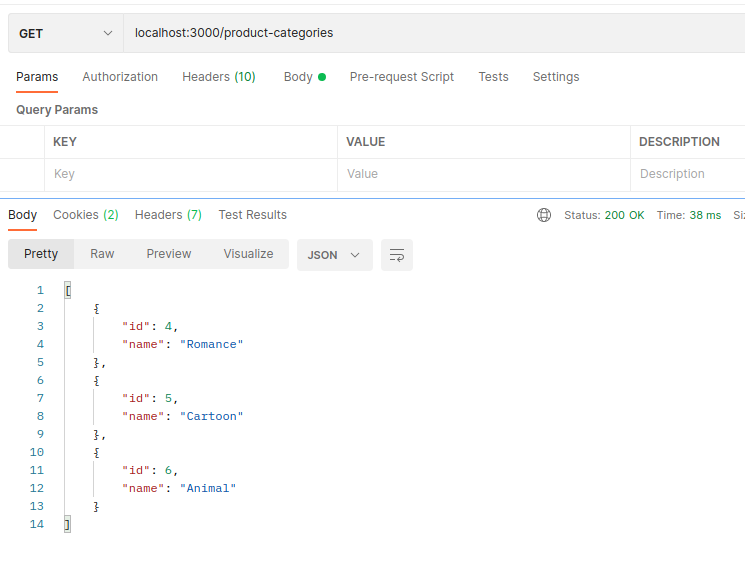 GET localhost:3000/product-categories
Params Authorization Headers (10) Body Pre-request Script Tests Settings
Query Params
KEY VALUE DESCRIPTION
Key Value Description
Body Cookies (2) Headers (7) Test Results Status: 200 OK Time: 38 ms
Pretty Raw Preview Visualize JSON
1 [
2 {
3 "id": 4,
4 "name": "Romance"
5 },
6 {
7 "id": 5,
8 "name": "Cartoon"
9 },
10 {
11 "id": 6,
12 "name": "Animal"
13 }
14 ]